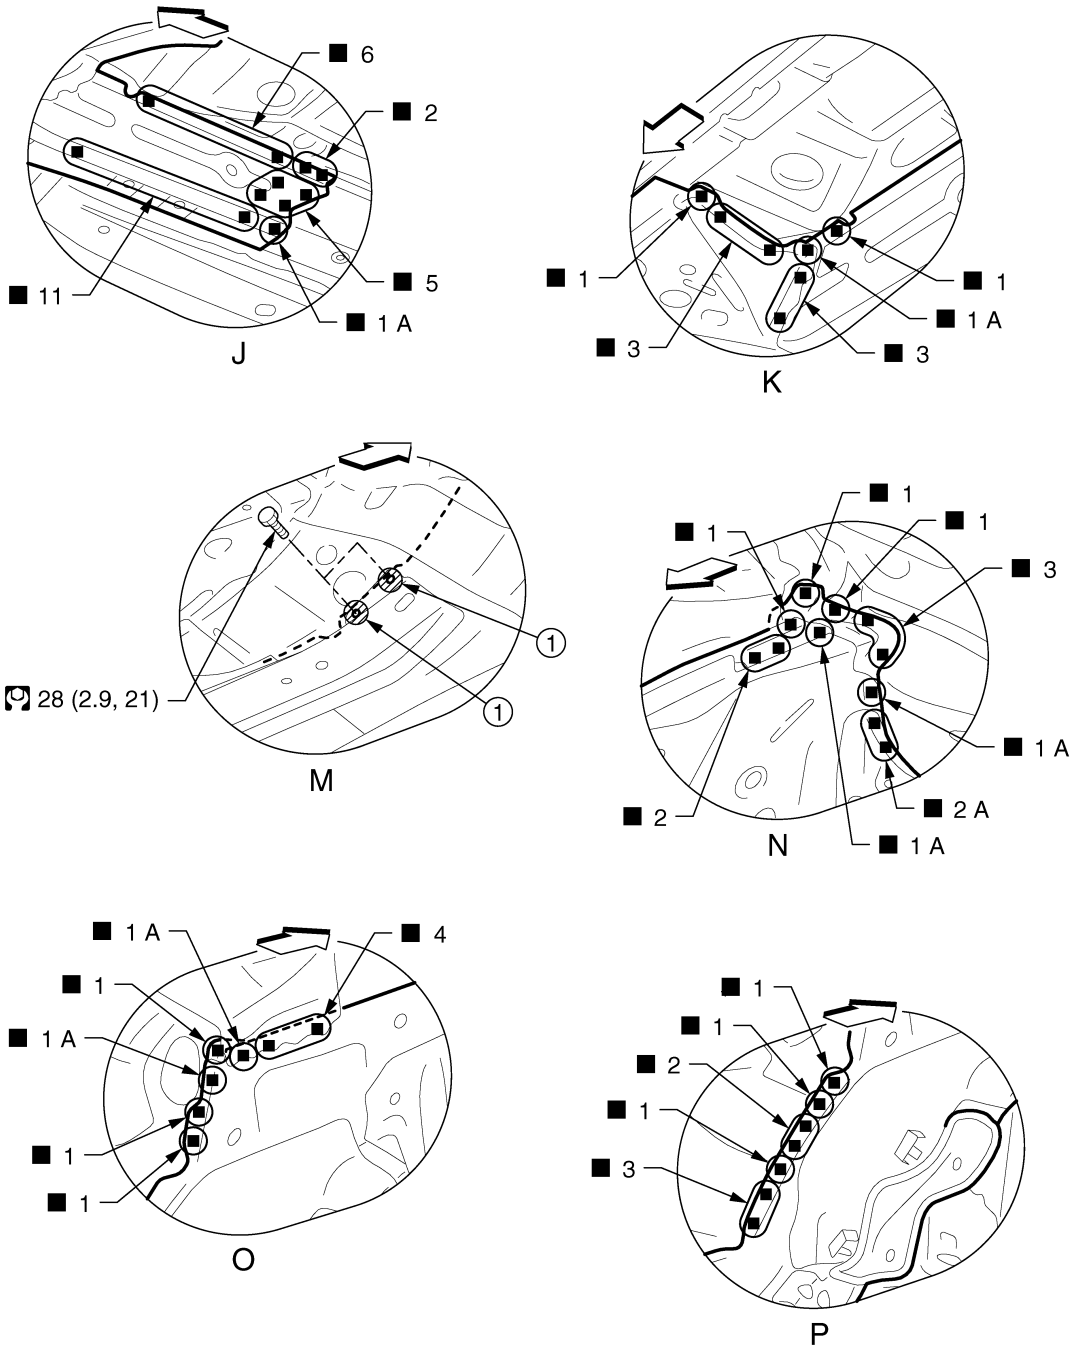 ■ 6
■ 2
■ 5
■ 11
■ 1 A
J
■ 1
■ 3
■ 1
■ 1 A
■ 3
K
28 (2.9, 21)
1
1
M
■ 1
■ 1
■ 1
■ 3
■ 1 A
■ 2 A
■ 2
■ 1 A
N
■ 1 A
■ 4
■ 1
■ 1 A
■ 1
■ 1
O
■ 1
■ 1
■ 2
■ 1
■ 3
P